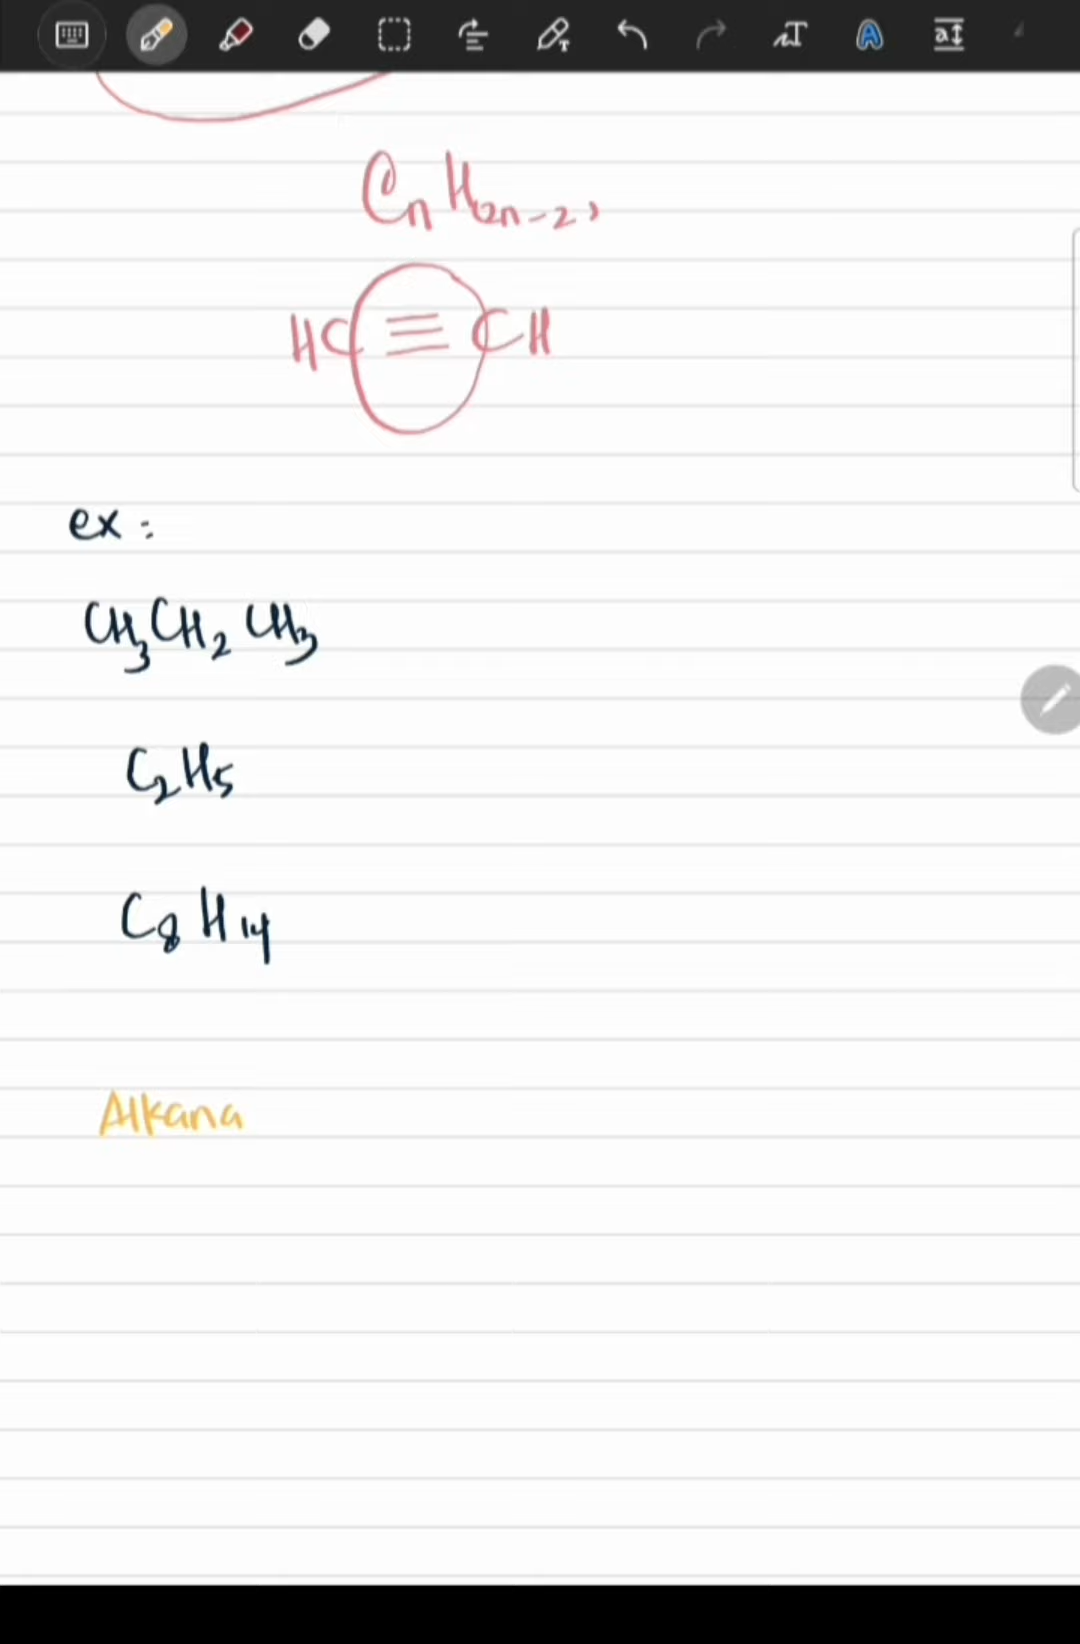 CₙH₂ₙ₋₂,
HC≡CH
ex:
CH₃CH₂CH₃
C₂H₅
C₈H₁₄
Alkana